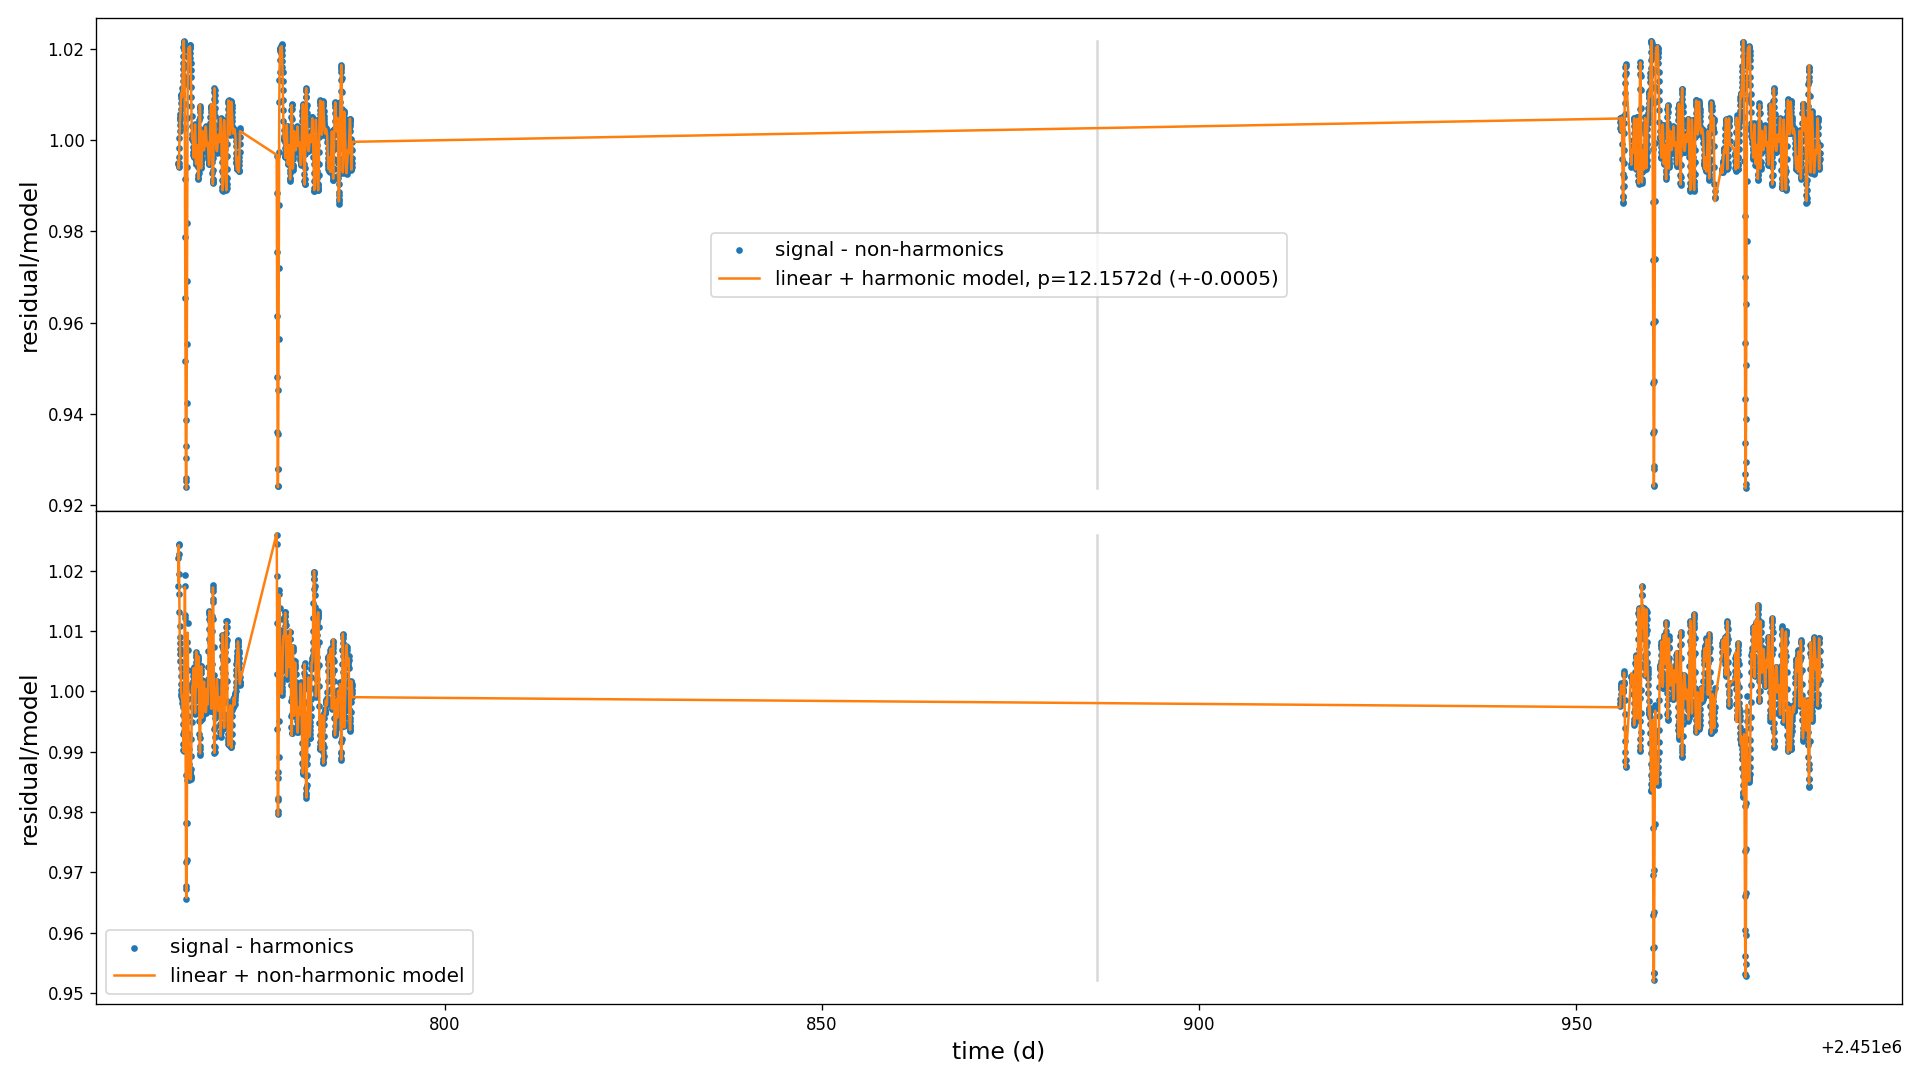 residual/model
1.02
1.00
0.98
0.96
0.94
0.92
signal - non-harmonics
linear + harmonic model, p=12.1572d (+-0.0005)
residual/model
1.02
1.01
1.00
0.99
0.98
0.97
0.96
0.95
signal - harmonics
linear + non-harmonic model
800
850
900
950
time (d)
+2.451e6